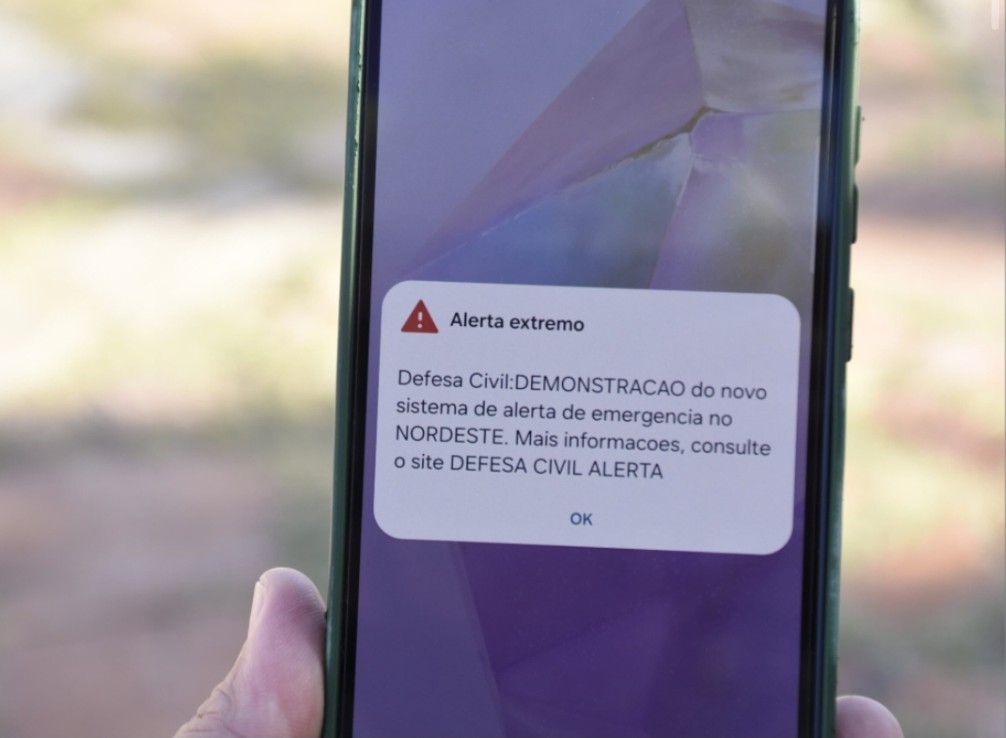 Alerta extremo
Defesa Civil:DEMONSTRACAO do novo
sistema de alerta de emergencia no
NORDESTE. Mais informacoes, consulte
o site DEFESA CIVIL ALERTA
OK